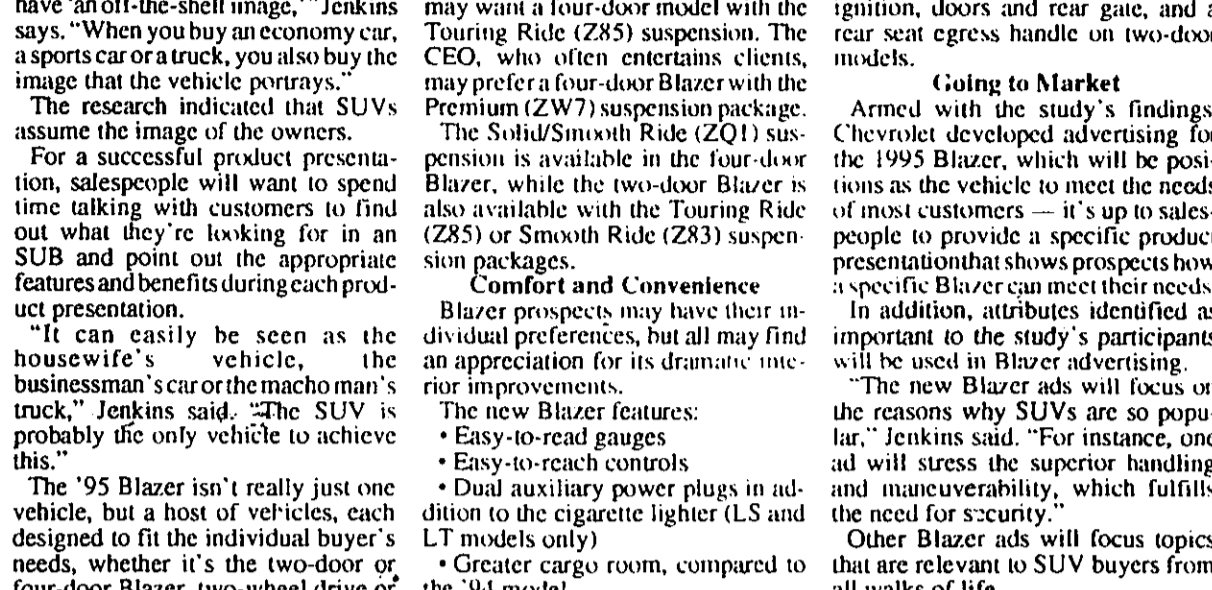 have 'an off-the-shelf image,'" Jenkins
says. "When you buy an economy car,
a sports car or a truck, you also buy the
image that the vehicle portrays."
The research indicated that SUVs
assume the image of the owners.
For a successful product presenta-
tion, salespeople will want to spend
time talking with customers to find
out what they're looking for in an
SUB and point out the appropriate
features and benefits during each prod-
uct presentation.
"It can easily be seen as the
housewife's vehicle, the
businessman's car or the macho man's
truck," Jenkins said. "The SUV is
probably the only vehicle to achieve
this."
The '95 Blazer isn't really just one
vehicle, but a host of vehicles, each
designed to fit the individual buyer's
needs, whether it's the two-door or
four-door Blazer, two-wheel drive or
may want a four-door model with the
Touring Ride (Z85) suspension. The
CEO, who often entertains clients,
may prefer a four-door Blazer with the
Premium (ZW7) suspension package.
The Solid/Smooth Ride (ZQ1) sus-
pension is available in the four-door
Blazer, while the two-door Blazer is
also available with the Touring Ride
(Z85) or Smooth Ride (Z83) suspen-
sion packages.
Comfort and Convenience
Blazer prospects may have their in-
dividual preferences, but all may find
an appreciation for its dramatic inte-
rior improvements.
The new Blazer features:
• Easy-to-read gauges
• Easy-to-reach controls
• Dual auxiliary power plugs in ad-
dition to the cigarette lighter (LS and
LT models only)
• Greater cargo room, compared to
the '94 model
ignition, doors and rear gate, and a
rear seat egress handle on two-door
models.
Going to Market
Armed with the study's findings
Chevrolet developed advertising for
the 1995 Blazer, which will be posi-
tions as the vehicle to meet the needs
of most customers — it's up to sales-
people to provide a specific product
presentationthat shows prospects how
a specific Blazer can meet their needs
In addition, attributes identified as
important to the study's participants
will be used in Blazer advertising.
"The new Blazer ads will focus on
the reasons why SUVs are so popu-
lar," Jenkins said. "For instance, one
ad will stress the superior handling
and maneuverability, which fulfills
the need for security."
Other Blazer ads will focus topics
that are relevant to SUV buyers from
all walks of life